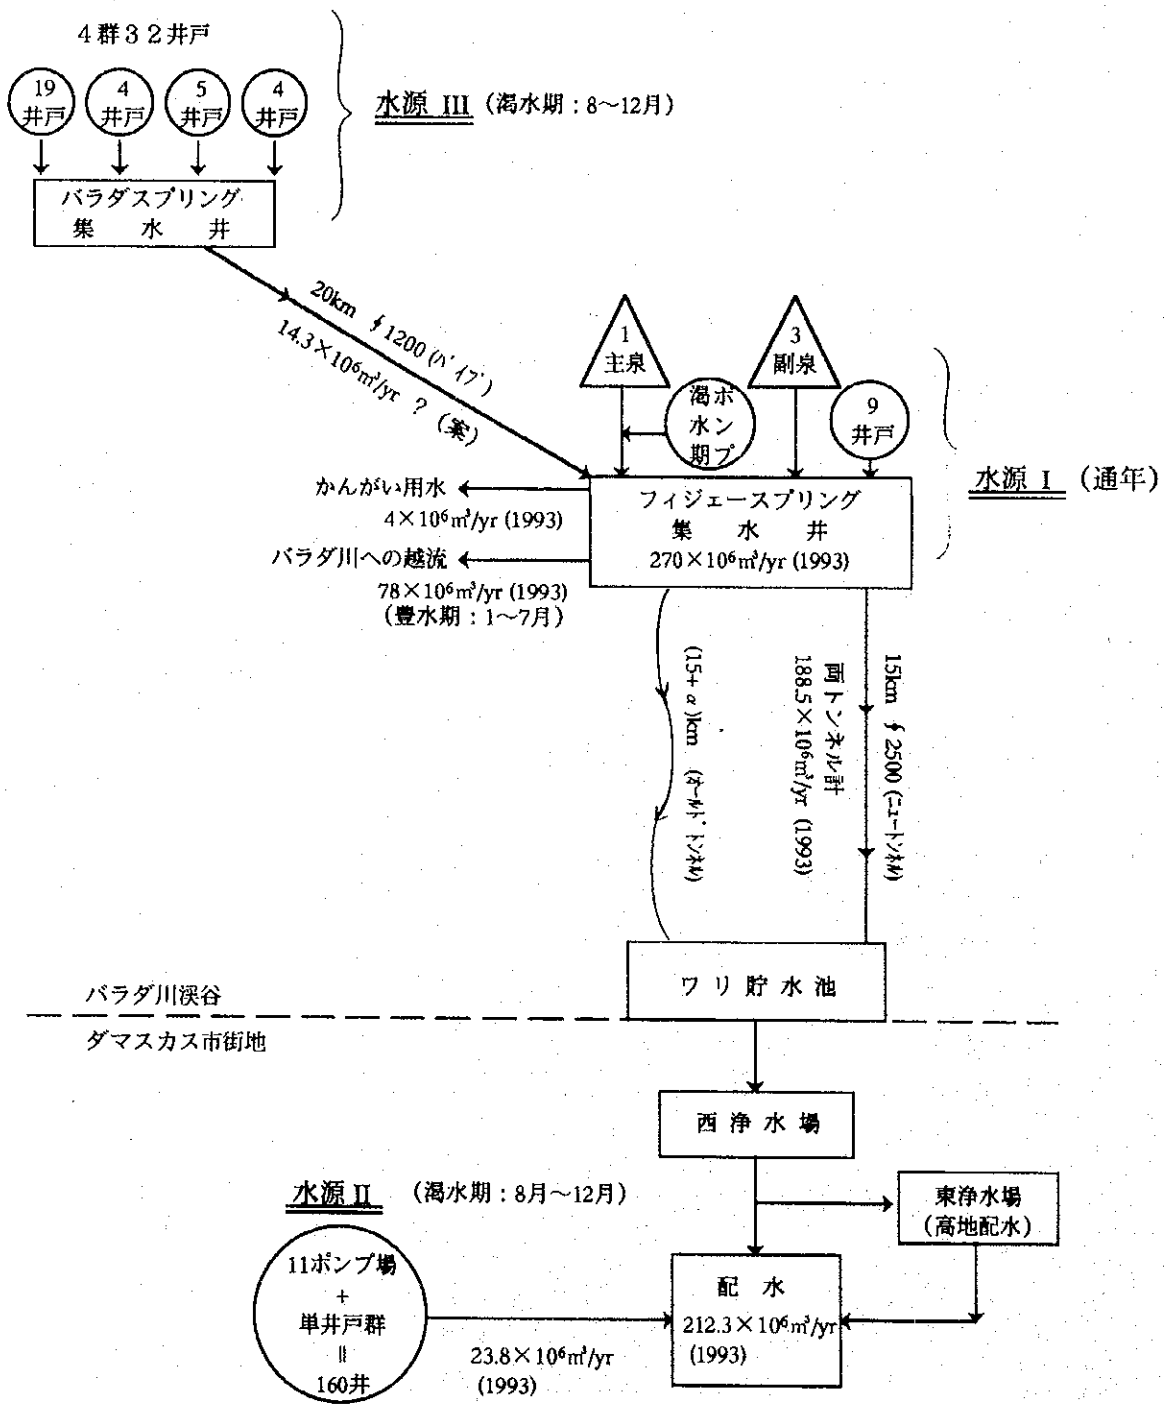 ４群３２井戸
19
井戸
4
井戸
5
井戸
4
井戸
水源 III (渇水期：8〜12月)
バラダスプリング
集 水 井
20km ∮1200 (パイプ)
14.3×10⁶m³/yr ? (案)
1
主泉
3
副泉
渇水期
ポンプ
9
井戸
水源 I (通年)
かんがい用水
4×10⁶m³/yr (1993)
バラダ川への越流
78×10⁶m³/yr (1993)
(豊水期：1〜7月)
フィジェースプリング
集 水 井
270×10⁶m³/yr (1993)
(15+α)km (オールド・トンネル)
両トンネル計
188.5×10⁶m³/yr (1993)
15km ∮2500 (ニュートンネル)
ワリ貯水池
バラダ川渓谷
ダマスカス市街地
西浄水場
水源 II (渇水期：8月〜12月)
東浄水場
(高地配水)
11ポンプ場
+
単井戸群
॥
160井
23.8×10⁶m³/yr
(1993)
配 水
212.3×10⁶m³/yr
(1993)